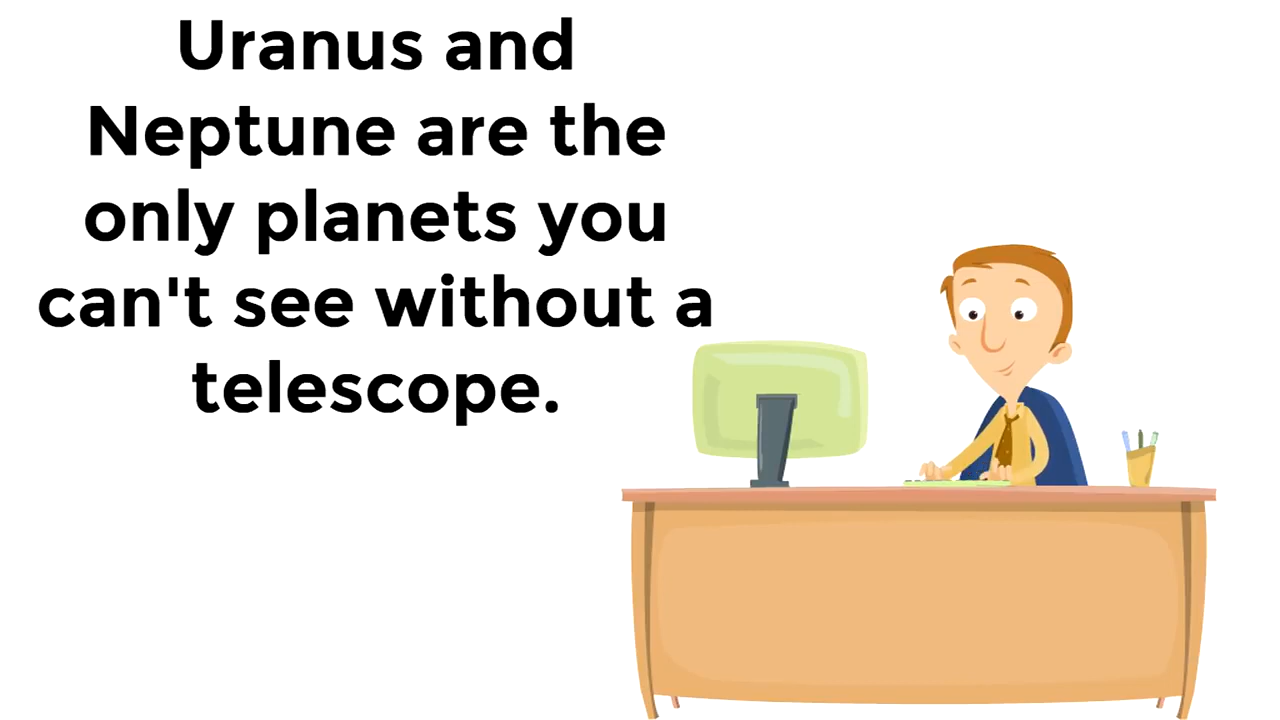 Uranus and
Neptune are the
only planets you
can't see without a
telescope.